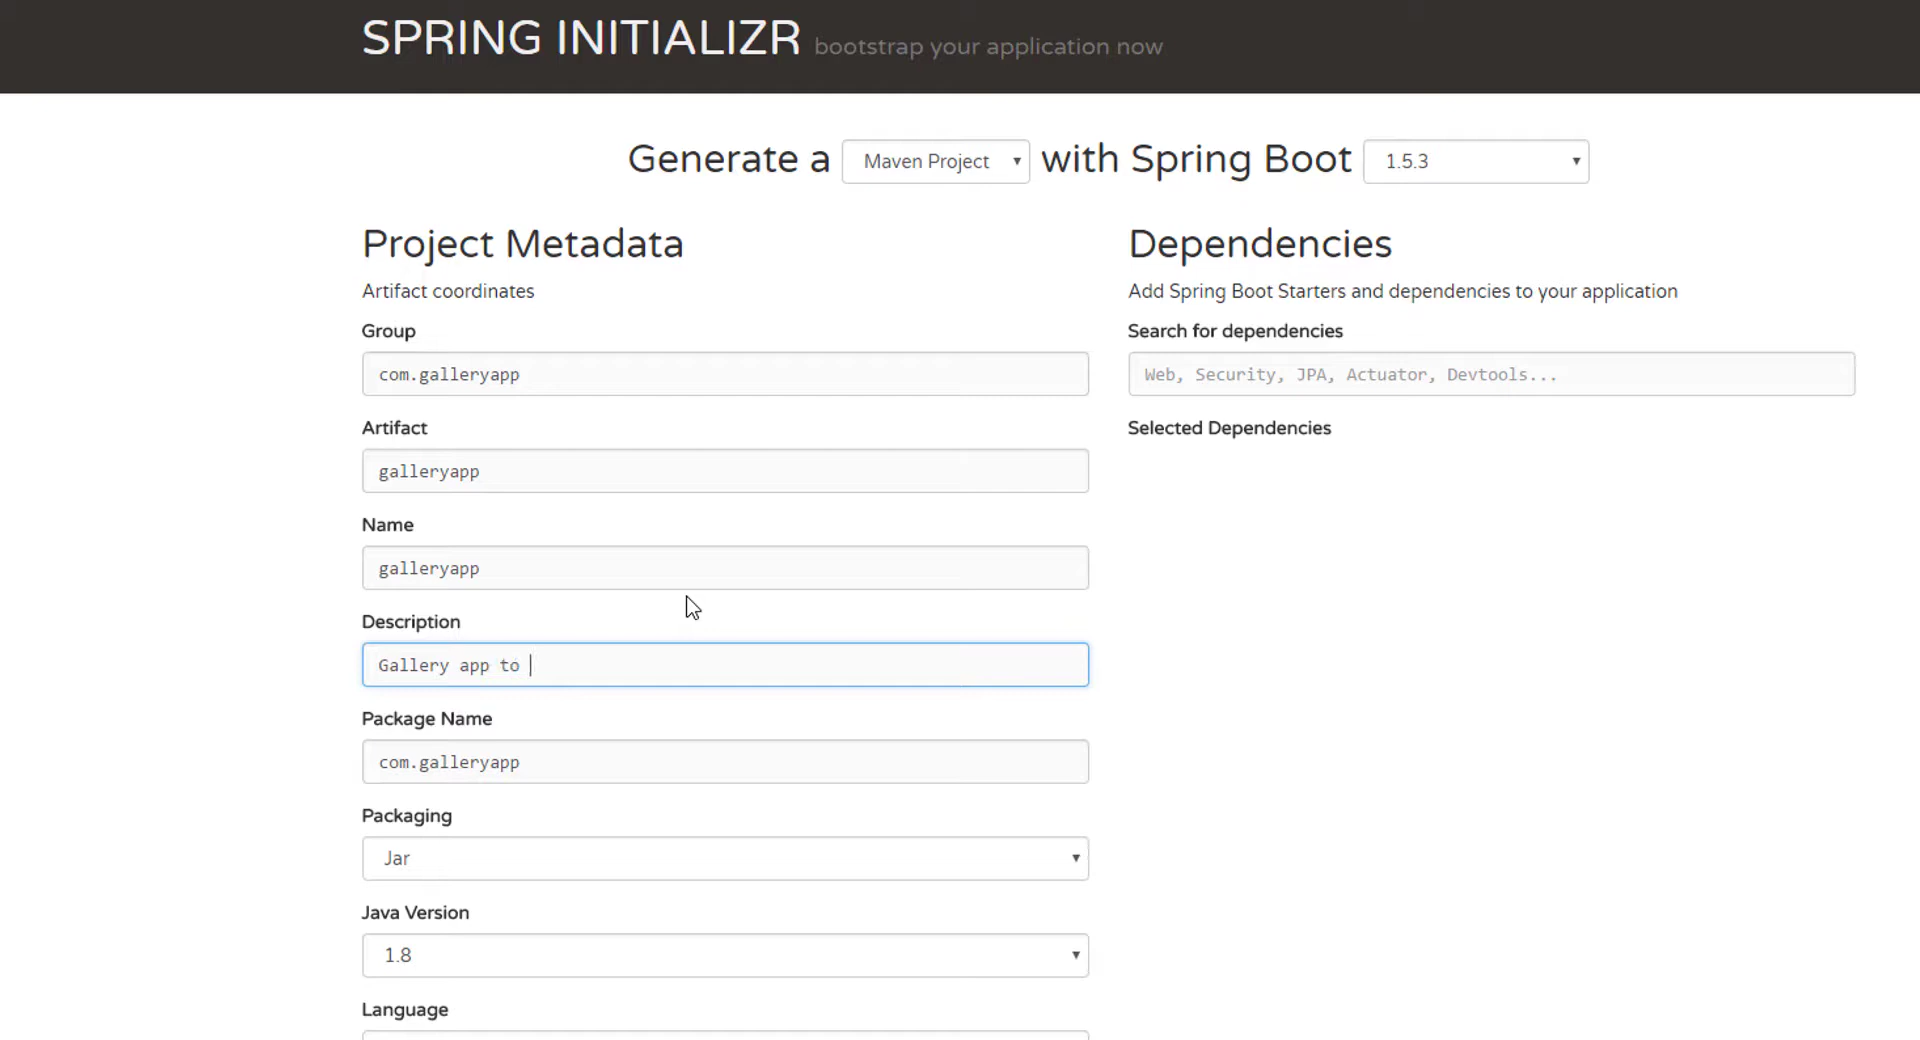 SPRING INITIALIZR bootstrap your application now
Generate a Maven Project with Spring Boot 1.5.3
Project Metadata
Artifact coordinates
Group
com.galleryapp
Artifact
galleryapp
Name
galleryapp
Description
Gallery app to
Package Name
com.galleryapp
Packaging
Jar
Java Version
1.8
Language
Dependencies
Add Spring Boot Starters and dependencies to your application
Search for dependencies
Web, Security, JPA, Actuator, Devtools...
Selected Dependencies